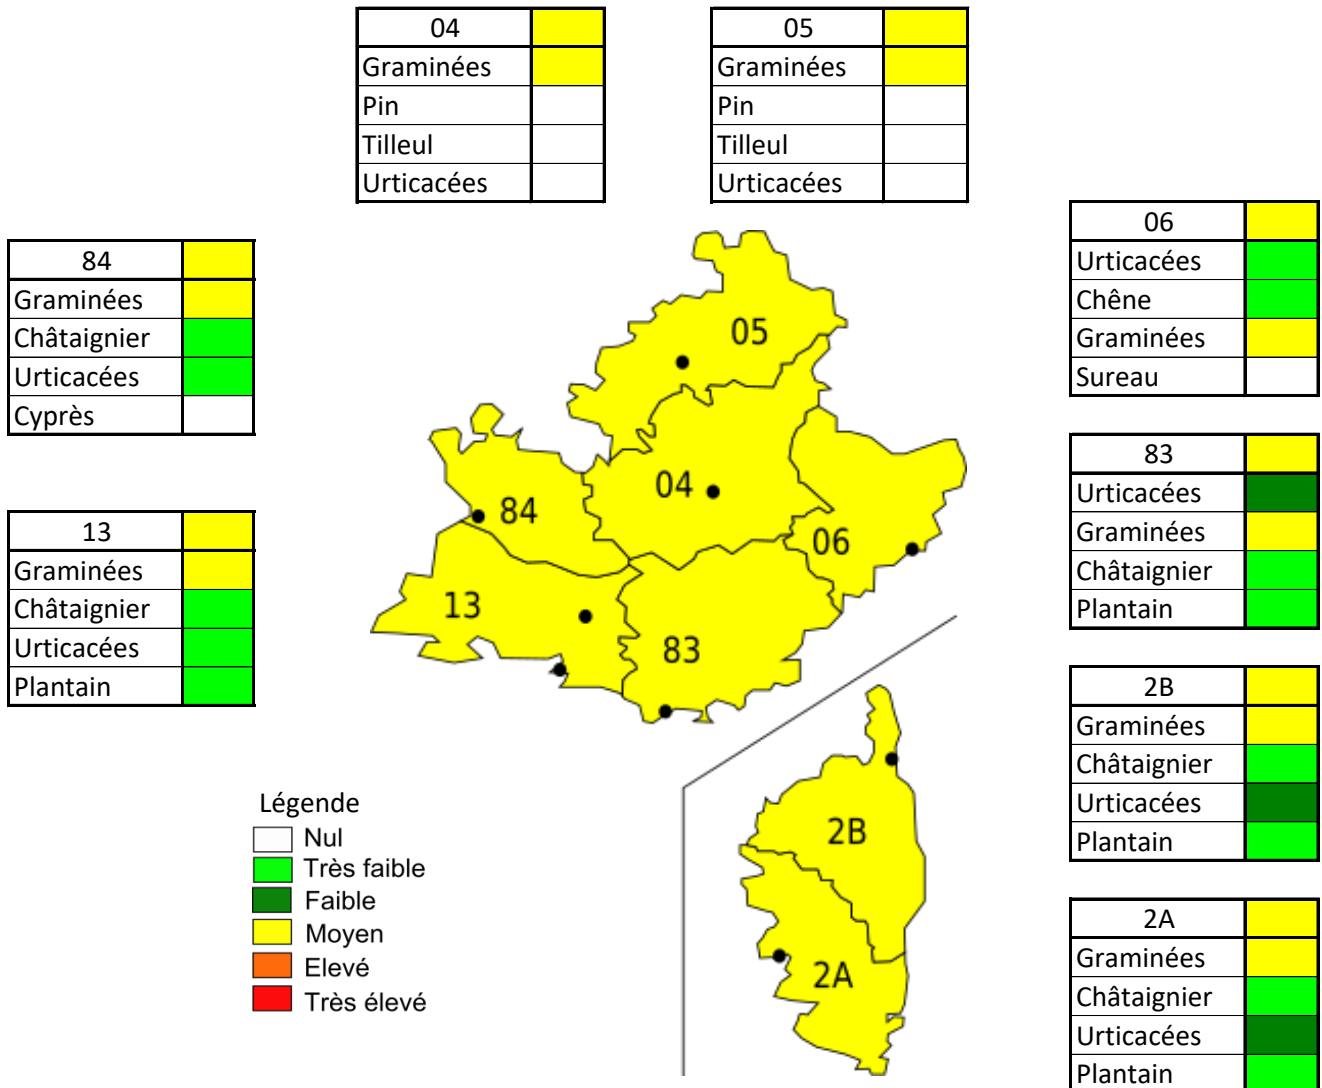 04
Graminées
Pin
Tilleul
Urticacées
05
Graminées
Pin
Tilleul
Urticacées
84
Graminées
Châtaignier
Urticacées
Cyprès
13
Graminées
Châtaignier
Urticacées
Plantain
05
04
84
06
13
83
2B
2A
06
Urticacées
Chêne
Graminées
Sureau
83
Urticacées
Graminées
Châtaignier
Plantain
2B
Graminées
Châtaignier
Urticacées
Plantain
2A
Graminées
Châtaignier
Urticacées
Plantain
Légende
Nul
Très faible
Faible
Moyen
Elevé
Très élevé